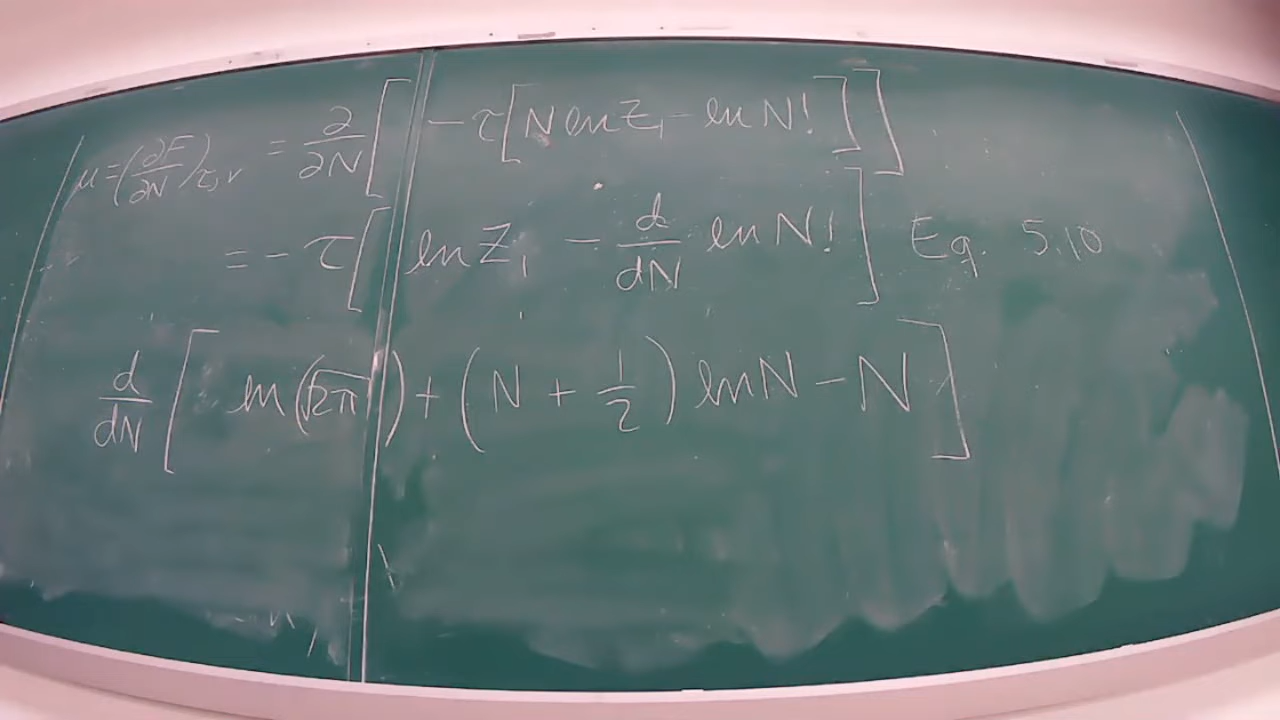 μ = (∂F/∂N)τ,V = ∂/∂N [ -τ[N ln Z₁ - ln N!] ]
= -τ[ ln Z₁ - d/dN ln N! ] Eq. 5.10
d/dN [ ln(√2π) + (N + 1/2) ln N - N ]